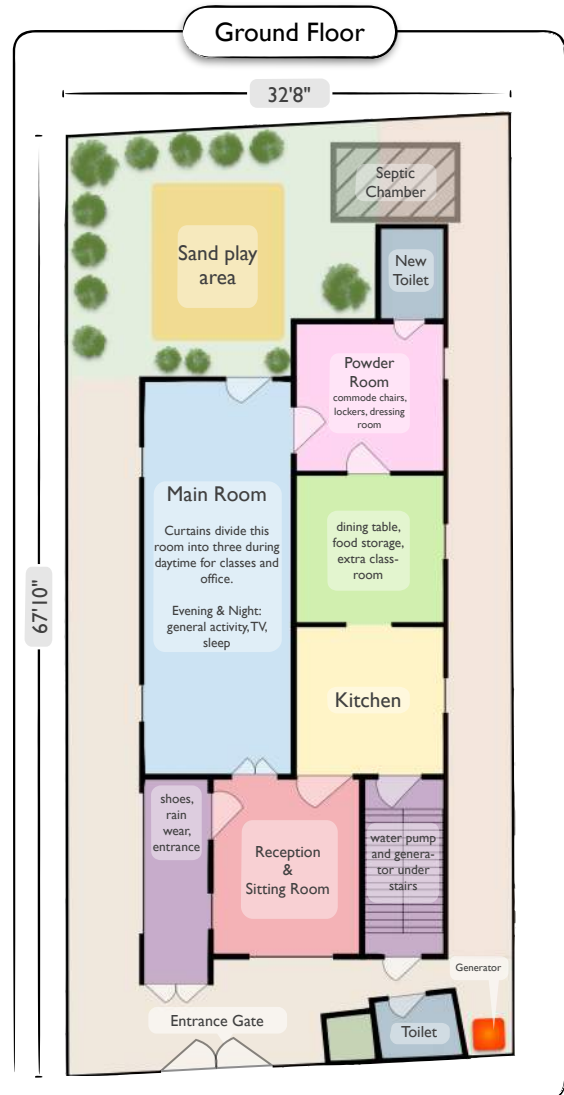 Ground Floor
32'8"
Septic
Chamber
Sand play
area
New
Toilet
Powder
Room
commode chairs,
lockers, dressing
room
Main Room
Curtains divide this
room into three during
daytime for classes and
office.
Evening & Night:
general activity, TV,
sleep
dining table,
food storage,
extra class-
room
67'10"
Kitchen
shoes,
rain
wear,
entrance
Reception
&
Sitting Room
water pump
and genera-
tor under
stairs
Generator
Entrance Gate
Toilet